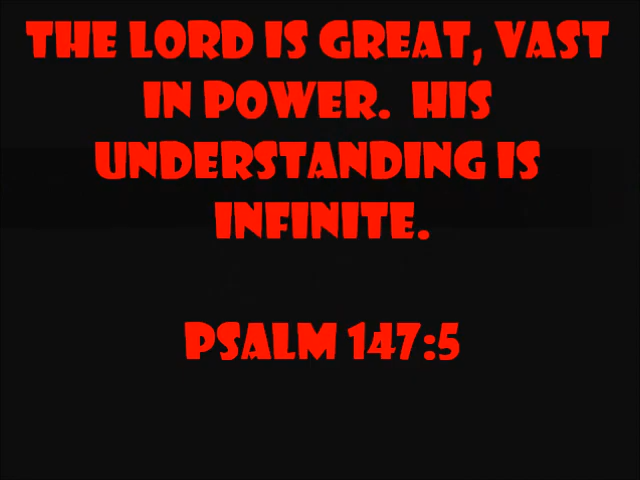 THE LORD IS GREAT, VAST
IN POWER. HIS
UNDERSTANDING IS
INFINITE.
PSALM 147:5